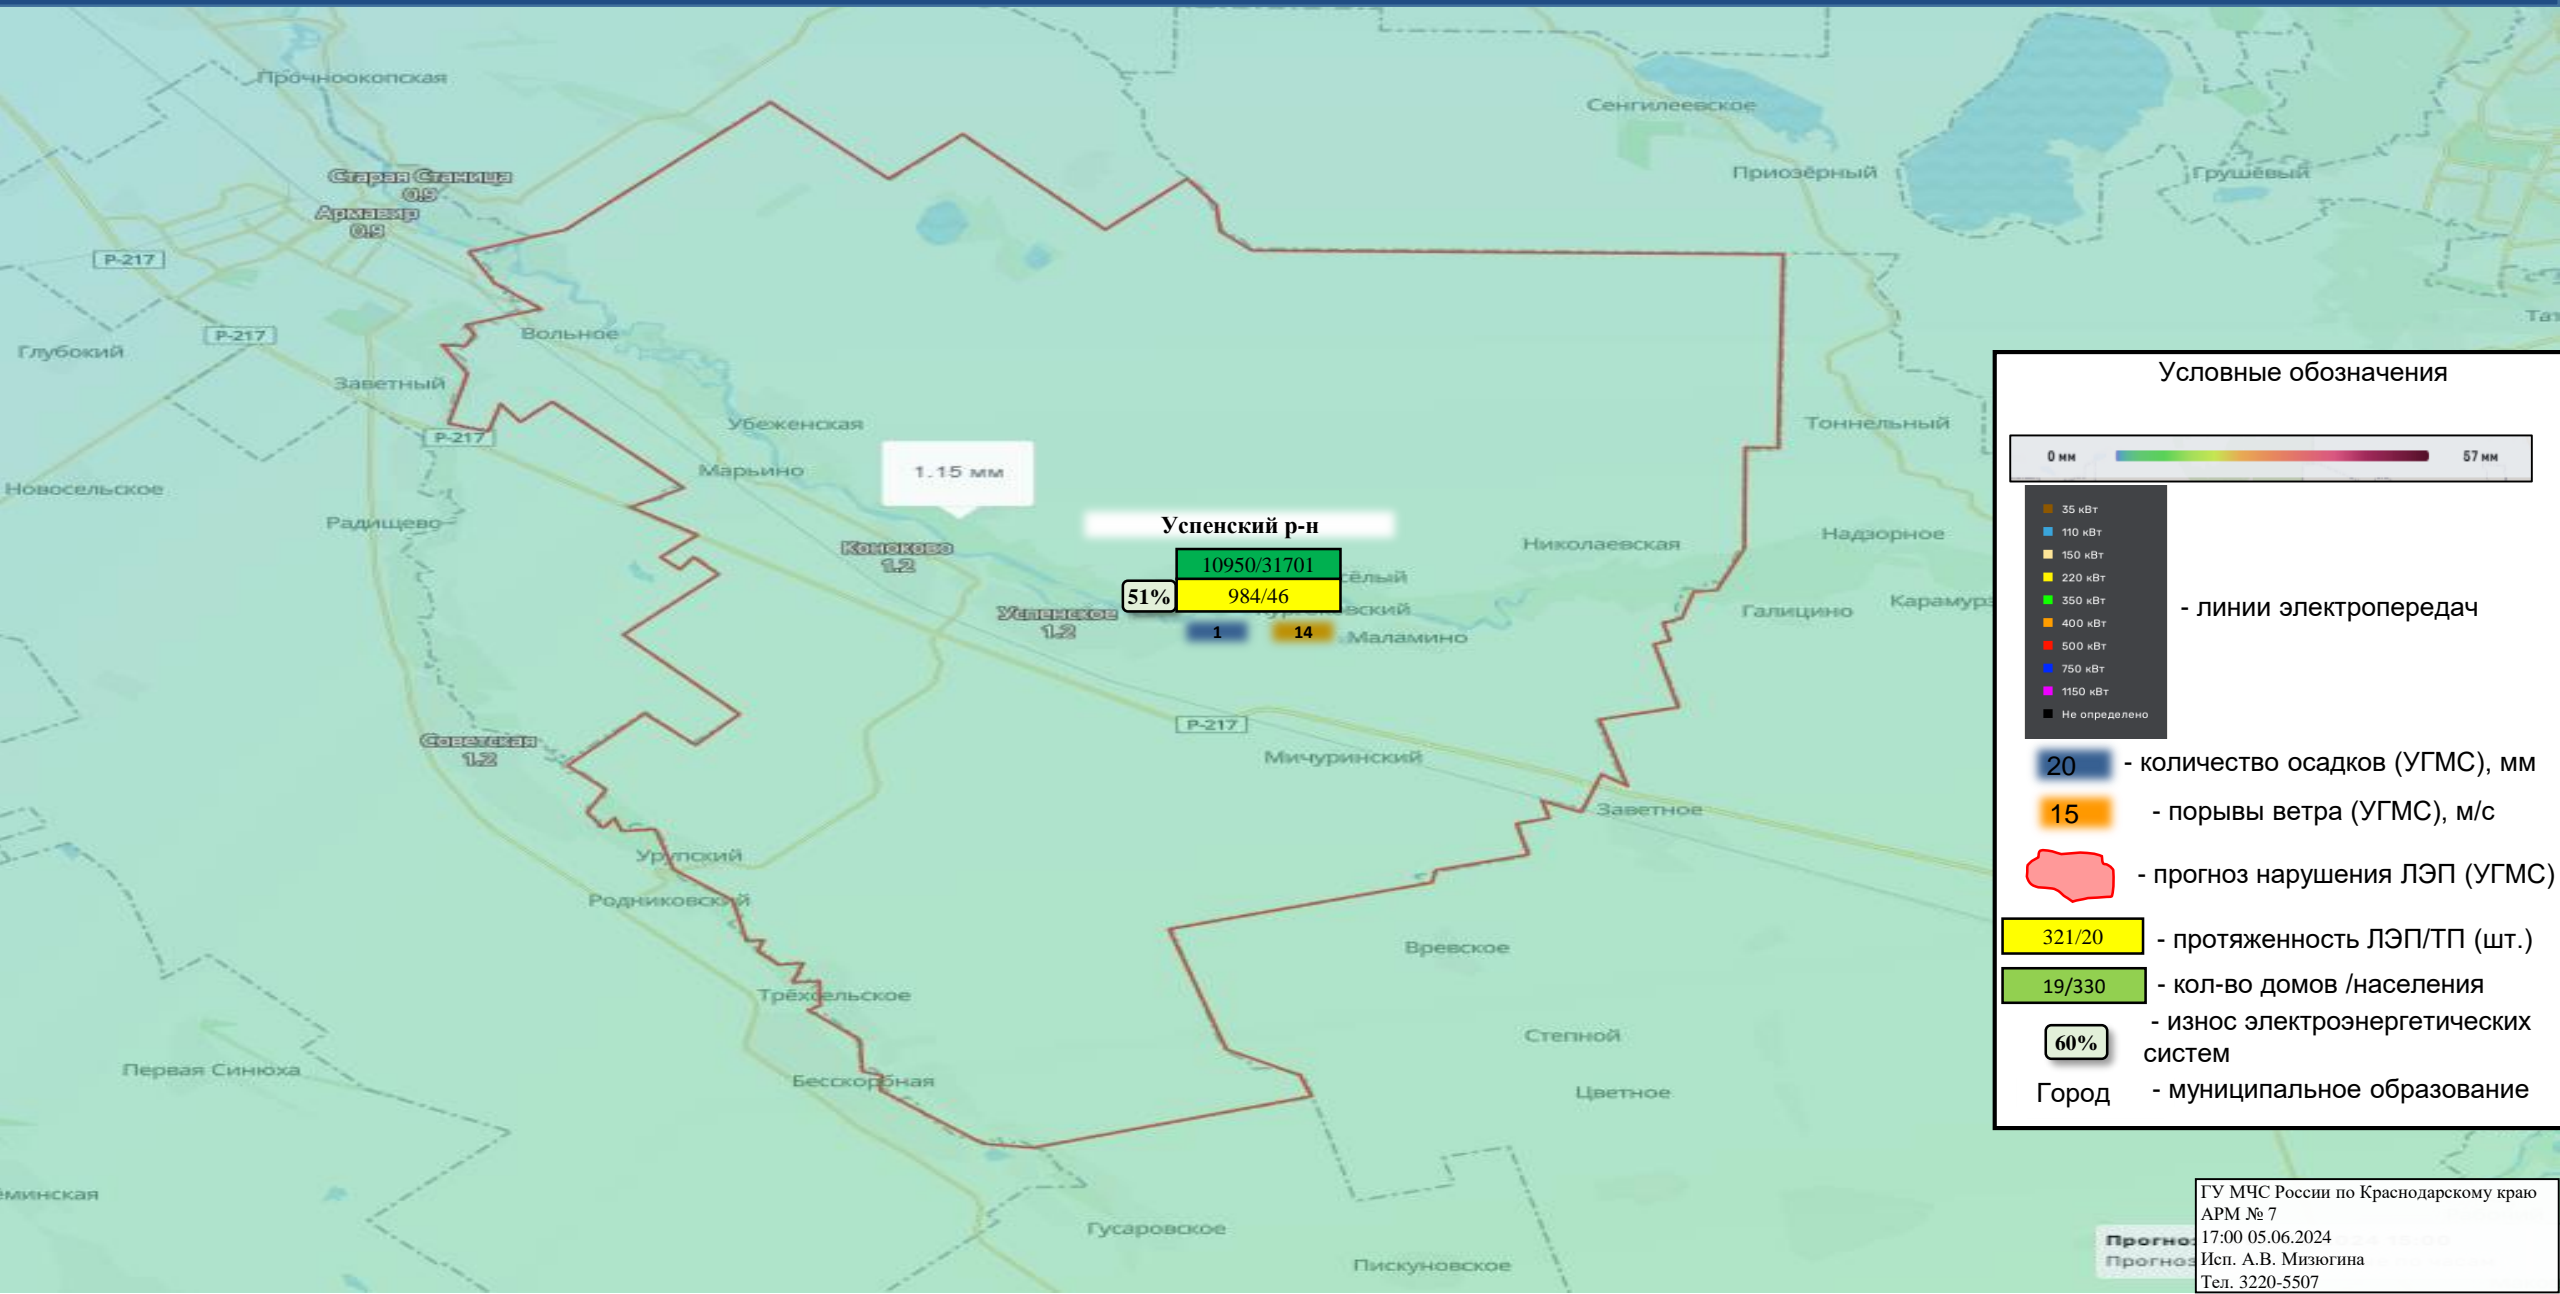 Прочноокопская
Сенгилеевское
Старая Станица
0.9
Приозёрный
Грушёвый
Армавир
0.9
Р-217
Вольное
Р-217
Глубокий
Заветный
Р-217
Убеженская
Тоннельный
Марьино
1.15 мм
Новосельское
Радищево
Успенский р-н
Коноково
1.2
10950/31701
51%
984/46
1
14
Николаевская
Надзорное
Успенское
1.2
Маламино
Галицино
Р-217
Советская
1.2
Мичуринский
Заветное
Урупский
Родниковский
Вревское
Трёхсельское
Степной
Первая Синюха
Бесскорбная
Цветное
Гусаровское
Пискуновское
Условные обозначения
0 мм
57 мм
35 кВт
110 кВт
150 кВт
220 кВт
350 кВт
400 кВт
500 кВт
750 кВт
1150 кВт
Не определено
- линии электропередач
20 - количество осадков (УГМС), мм
15 - порывы ветра (УГМС), м/с
- прогноз нарушения ЛЭП (УГМС)
321/20 - протяженность ЛЭП/ТП (шт.)
19/330 - кол-во домов /населения
60% - износ электроэнергетических
систем
Город - муниципальное образование
ГУ МЧС России по Краснодарскому краю
АРМ № 7
17:00 05.06.2024
Исп. А.В. Мизюгина
Тел. 3220-5507